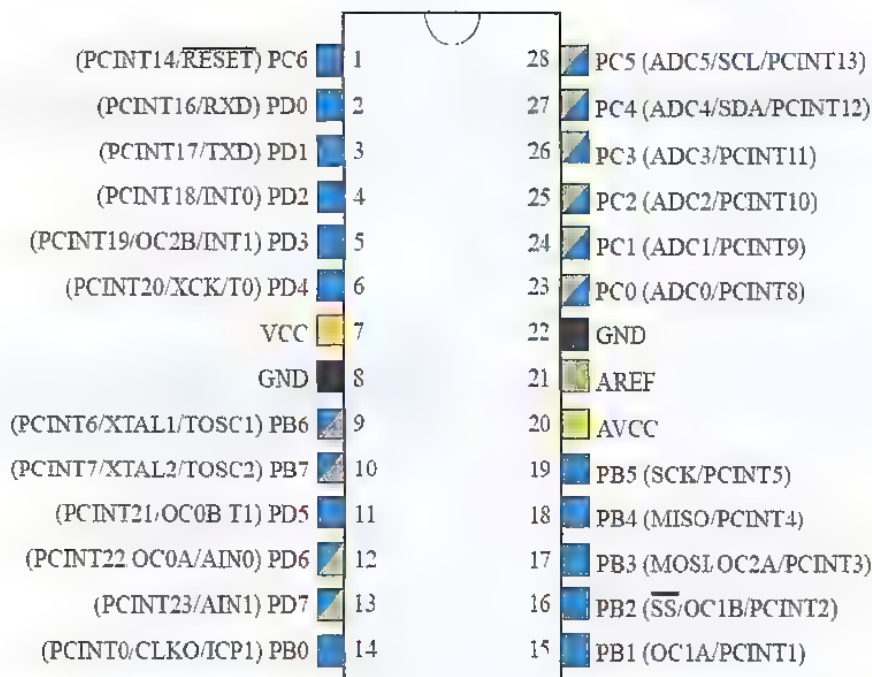 (PCINT14/RESET) PC6 1
(PCINT16/RXD) PD0 2
(PCINT17/TXD) PD1 3
(PCINT18/INT0) PD2 4
(PCINT19/OC2B/INT1) PD3 5
(PCINT20/XCK/T0) PD4 6
VCC 7
GND 8
(PCINT6/XTAL1/TOSC1) PB6 9
(PCINT7/XTAL2/TOSC2) PB7 10
(PCINT21/OC0B T1) PD5 11
(PCINT22 OC0A/AIN0) PD6 12
(PCINT23/AIN1) PD7 13
(PCINT0/CLKO/ICP1) PB0 14
28 PC5 (ADC5/SCL/PCINT13)
27 PC4 (ADC4/SDA/PCINT12)
26 PC3 (ADC3/PCINT11)
25 PC2 (ADC2/PCINT10)
24 PC1 (ADC1/PCINT9)
23 PC0 (ADC0/PCINT8)
22 GND
21 AREF
20 AVCC
19 PB5 (SCK/PCINT5)
18 PB4 (MISO/PCINT4)
17 PB3 (MOSI OC2A/PCINT3)
16 PB2 (SS/OC1B/PCINT2)
15 PB1 (OC1A/PCINT1)